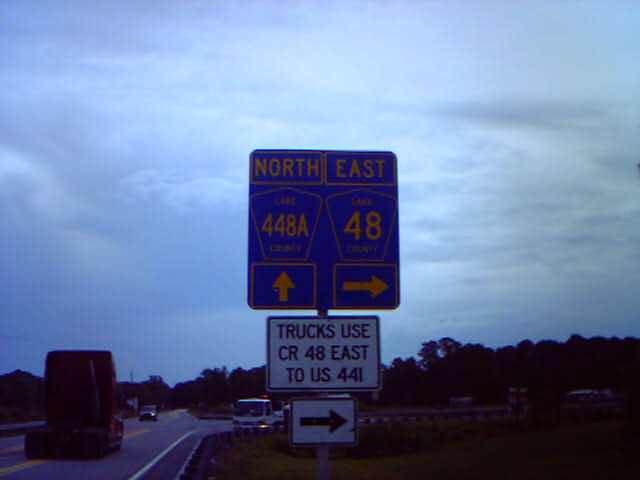 NORTH EAST
LAKE LAKE
448A 48
COUNTY COUNTY
TRUCKS USE
CR 48 EAST
TO US 441